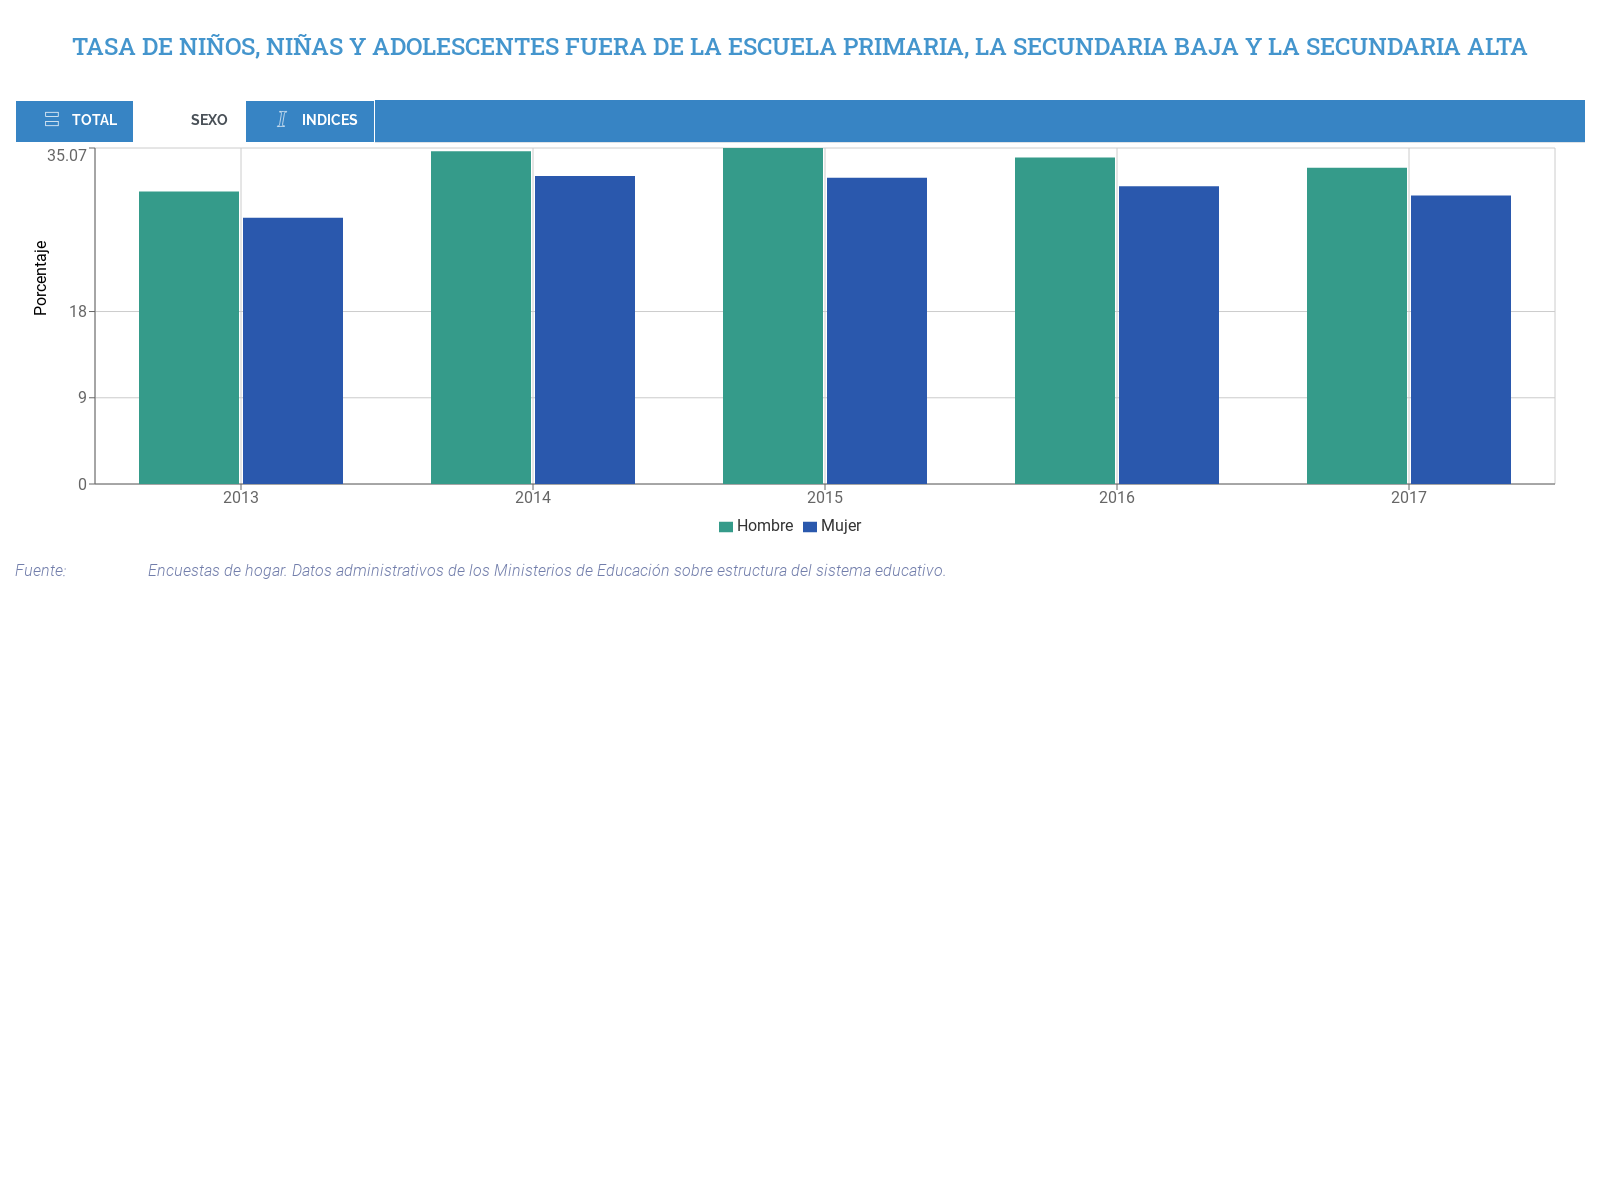 TASA DE NIÑOS, NIÑAS Y ADOLESCENTES FUERA DE LA ESCUELA PRIMARIA, LA SECUNDARIA BAJA Y LA SECUNDARIA ALTA
TOTAL SEXO INDICES
35.07
18
9
0
Porcentaje
2013 2014 2015 2016 2017
Hombre Mujer
Fuente: Encuestas de hogar. Datos administrativos de los Ministerios de Educación sobre estructura del sistema educativo.